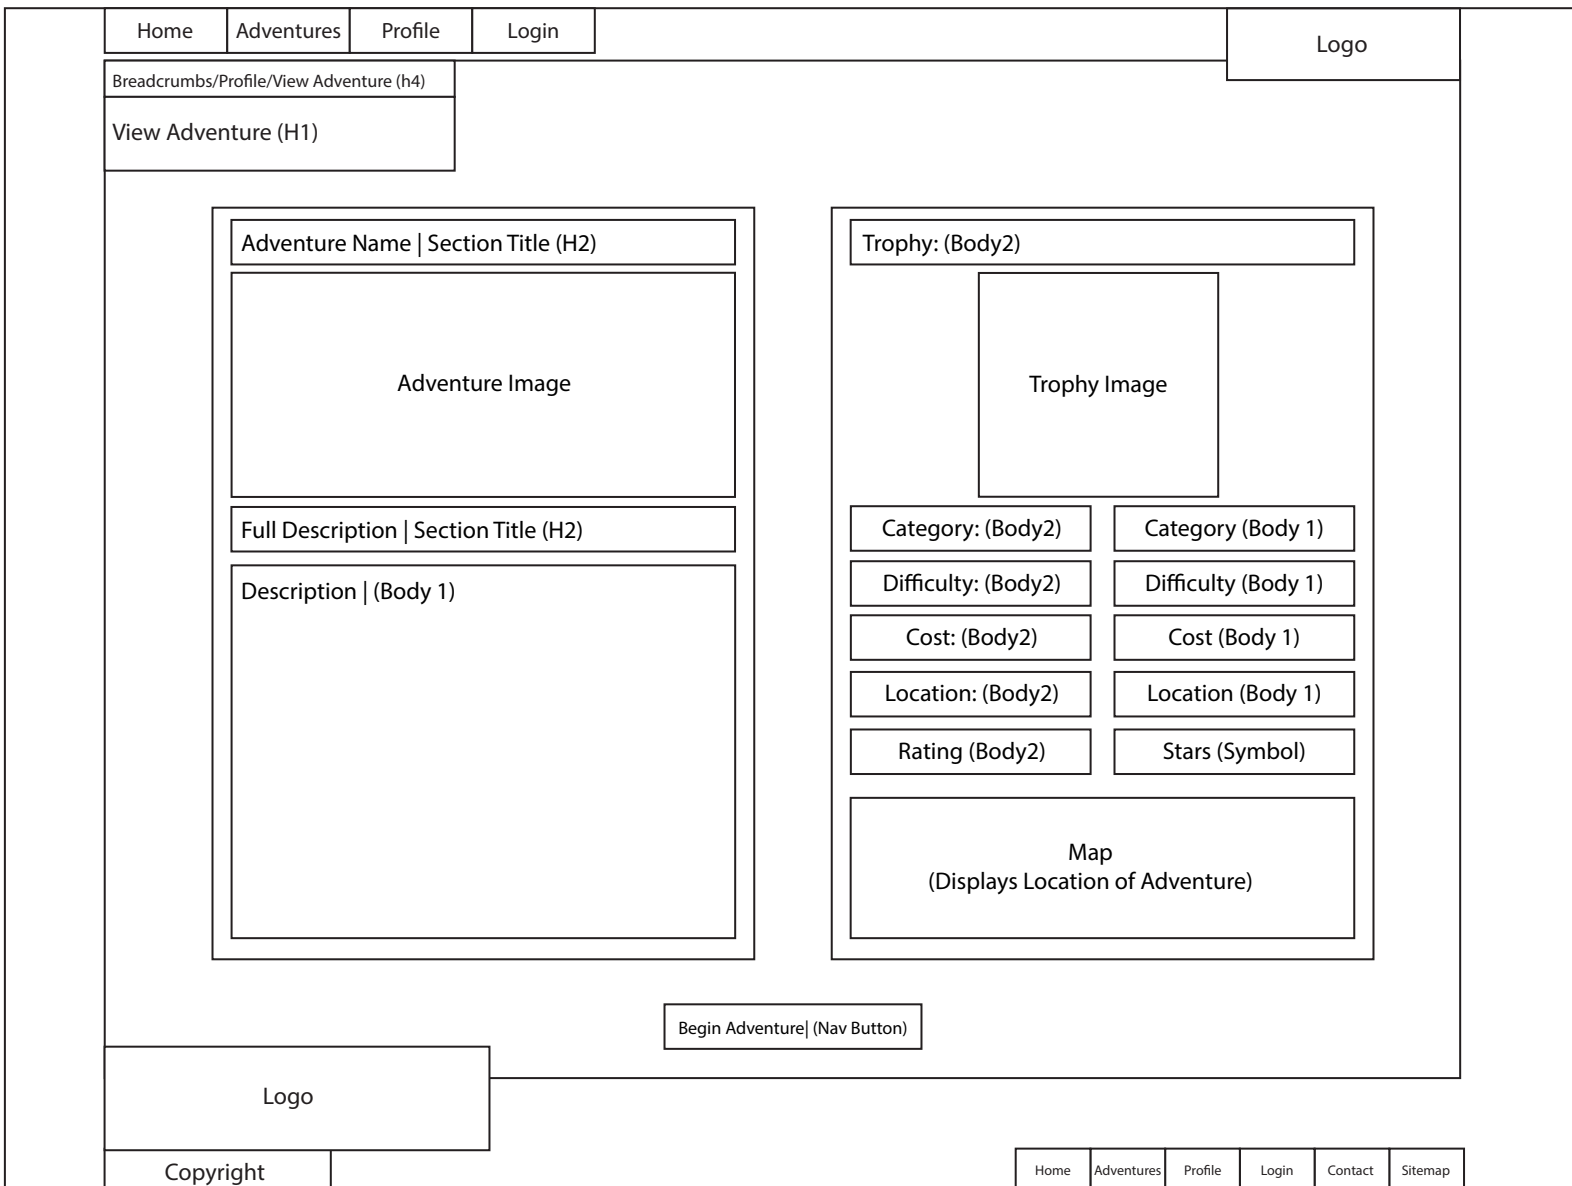 Home
Adventures
Profile
Login
Logo
Breadcrumbs/Profile/View Adventure (h4)
View Adventure (H1)
Adventure Name | Section Title (H2)
Adventure Image
Full Description | Section Title (H2)
Description | (Body 1)
Trophy: (Body2)
Trophy Image
Category: (Body2)
Category (Body 1)
Difficulty: (Body2)
Difficulty (Body 1)
Cost: (Body2)
Cost (Body 1)
Location: (Body2)
Location (Body 1)
Rating (Body2)
Stars (Symbol)
Map
(Displays Location of Adventure)
Begin Adventure| (Nav Button)
Logo
Copyright
Home
Adventures
Profile
Login
Contact
Sitemap